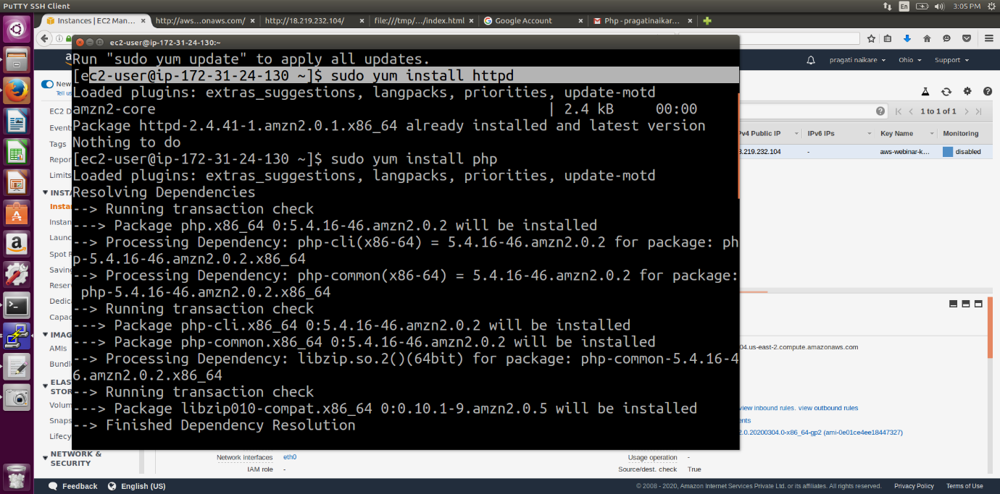 PuTTY SSH Client
En
3:05 PM
Instances | EC2 Man...
http://aws...onaws.com/
http://18.219.232.104/
file:///tmp/.../index.html
Google Account
Php - pragatinaikar...
ec2-user@ip-172-31-24-130:~
Run "sudo yum update" to apply all updates.
[ec2-user@ip-172-31-24-130 ~]$ sudo yum install httpd
Loaded plugins: extras_suggestions, langpacks, priorities, update-motd
amzn2-core | 2.4 kB 00:00
Package httpd-2.4.41-1.amzn2.0.1.x86_64 already installed and latest version
Nothing to do
[ec2-user@ip-172-31-24-130 ~]$ sudo yum install php
Loaded plugins: extras_suggestions, langpacks, priorities, update-motd
Resolving Dependencies
--> Running transaction check
---> Package php.x86_64 0:5.4.16-46.amzn2.0.2 will be installed
--> Processing Dependency: php-cli(x86-64) = 5.4.16-46.amzn2.0.2 for package: ph
p-5.4.16-46.amzn2.0.2.x86_64
--> Processing Dependency: php-common(x86-64) = 5.4.16-46.amzn2.0.2 for package:
php-5.4.16-46.amzn2.0.2.x86_64
--> Running transaction check
---> Package php-cli.x86_64 0:5.4.16-46.amzn2.0.2 will be installed
---> Package php-common.x86_64 0:5.4.16-46.amzn2.0.2 will be installed
--> Processing Dependency: libzip.so.2()(64bit) for package: php-common-5.4.16-4
6.amzn2.0.2.x86_64
--> Running transaction check
---> Package libzip010-compat.x86_64 0:0.10.1-9.amzn2.0.5 will be installed
--> Finished Dependency Resolution
New
Tell us
EC2 D
Events
Tags
Repor
Limits
INSTA
Instan
Instan
Launc
Spot R
Saving
Reser
Dedic
Capac
IMAG
AMIs
Bundl
ELAS
STOR
Volum
Snaps
Lifecy
NETWORK &
SECURITY
pragati naikare
Ohio
Support
1 to 1 of 1
Pv4 Public IP
IPv6 IPs
Key Name
Monitoring
8.219.232.104
-
aws-webinar-k...
disabled
04.us-east-2.compute.amazonaws.com
view inbound rules. view outbound rules
ents
2.0.20200304.0-x86_64-gp2 (ami-0e01ce4ee18447327)
Network interfaces eth0
Usage operation -
IAM role -
Source/dest. check True
Feedback
English (US)
© 2008 - 2020, Amazon Internet Services Private Ltd. or its affiliates. All rights reserved.
Privacy Policy
Terms of Use